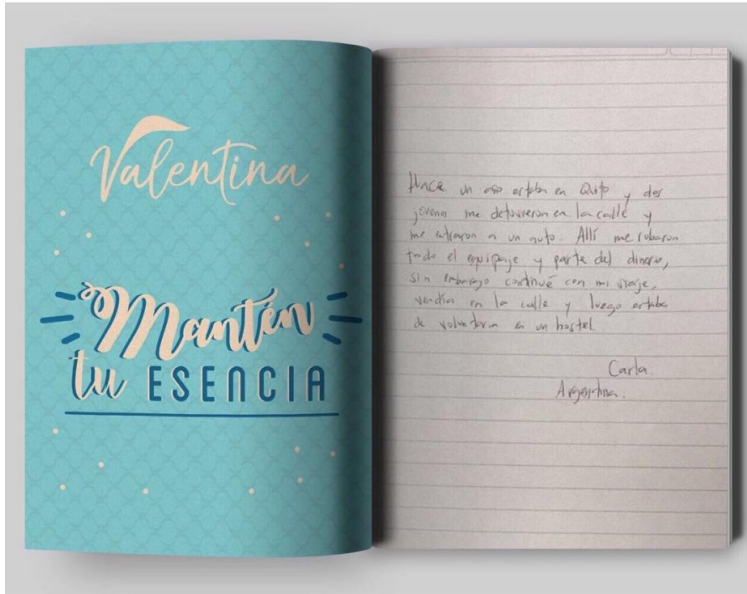 Valentina
Mantén
tu ESENCIA
Hace un año estaba en Quito y dos
jóvenes me detuvieron en la calle y
me entraron a un auto. Allí me robaron
todo el equipaje y parte del dinero,
sin embargo continué con mi viaje,
vendía en la calle y luego estaba
de voluntaria en un hostel
Carla.
Argentina.